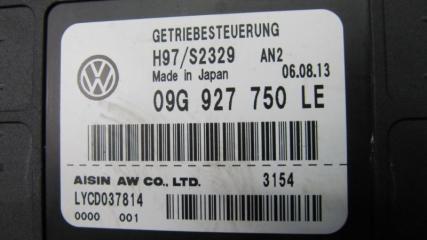 GETRIEBESTEUERUNG
H97/S2329 AN2
Made in Japan 06.08.13
09G 927 750 LE
AISIN AW CO., LTD. 3154
LYCD037814
0000 001